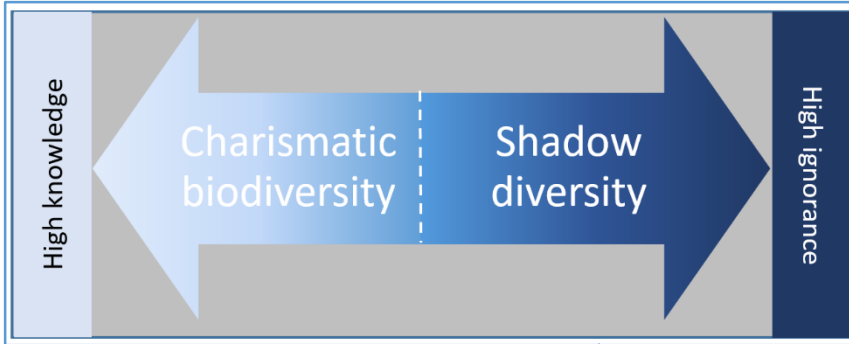 High knowledge
Charismatic
biodiversity
Shadow
diversity
High ignorance